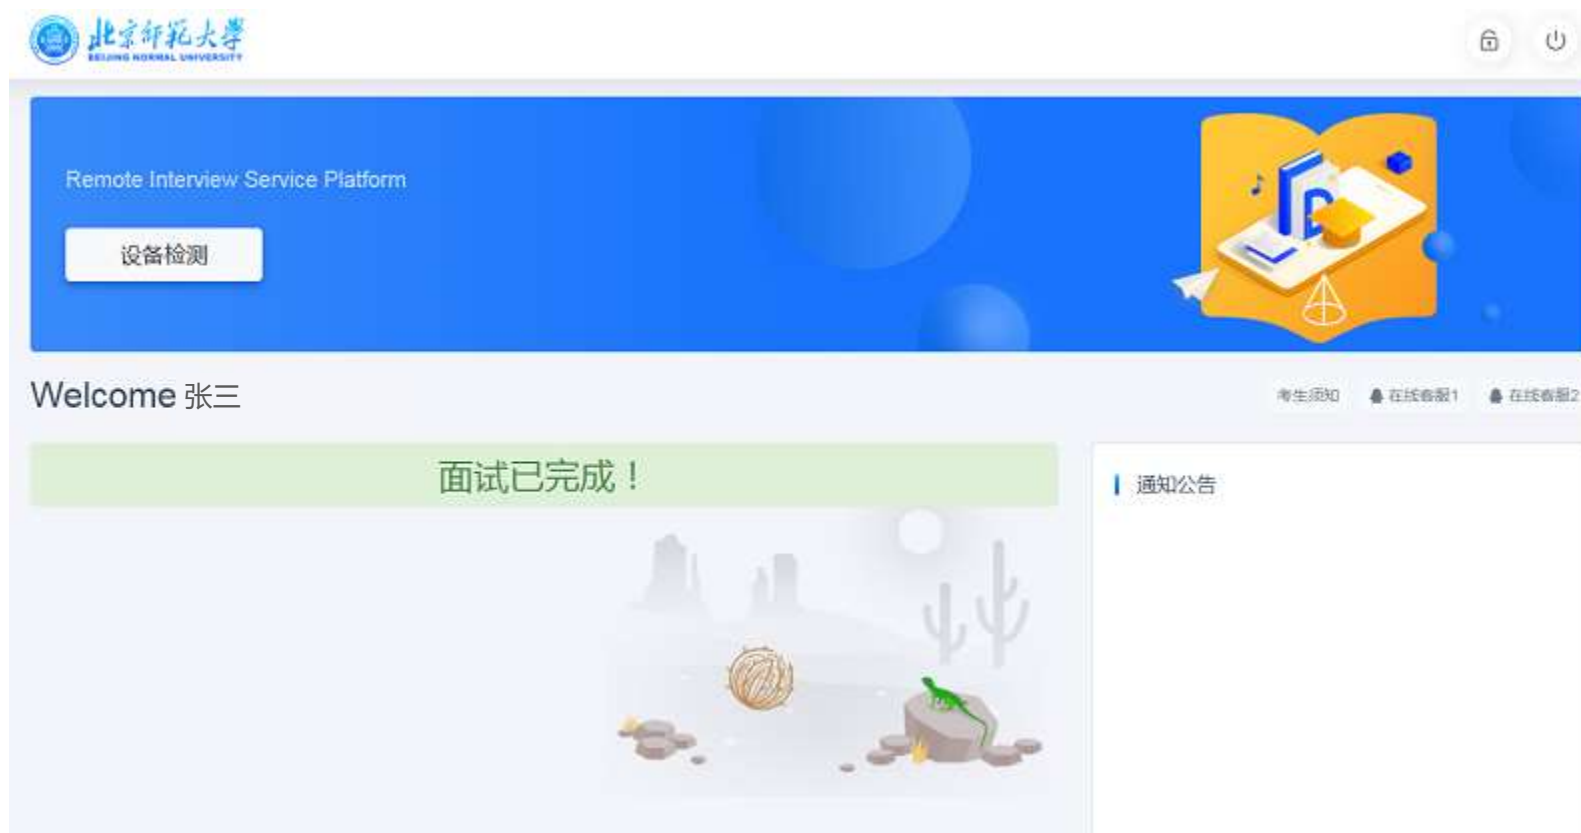 北京师范大学
BEIJING NORMAL UNIVERSITY
Remote Interview Service Platform
设备检测
Welcome 张三
考生须知
在线客服1
在线客服2
面试已完成！
通知公告